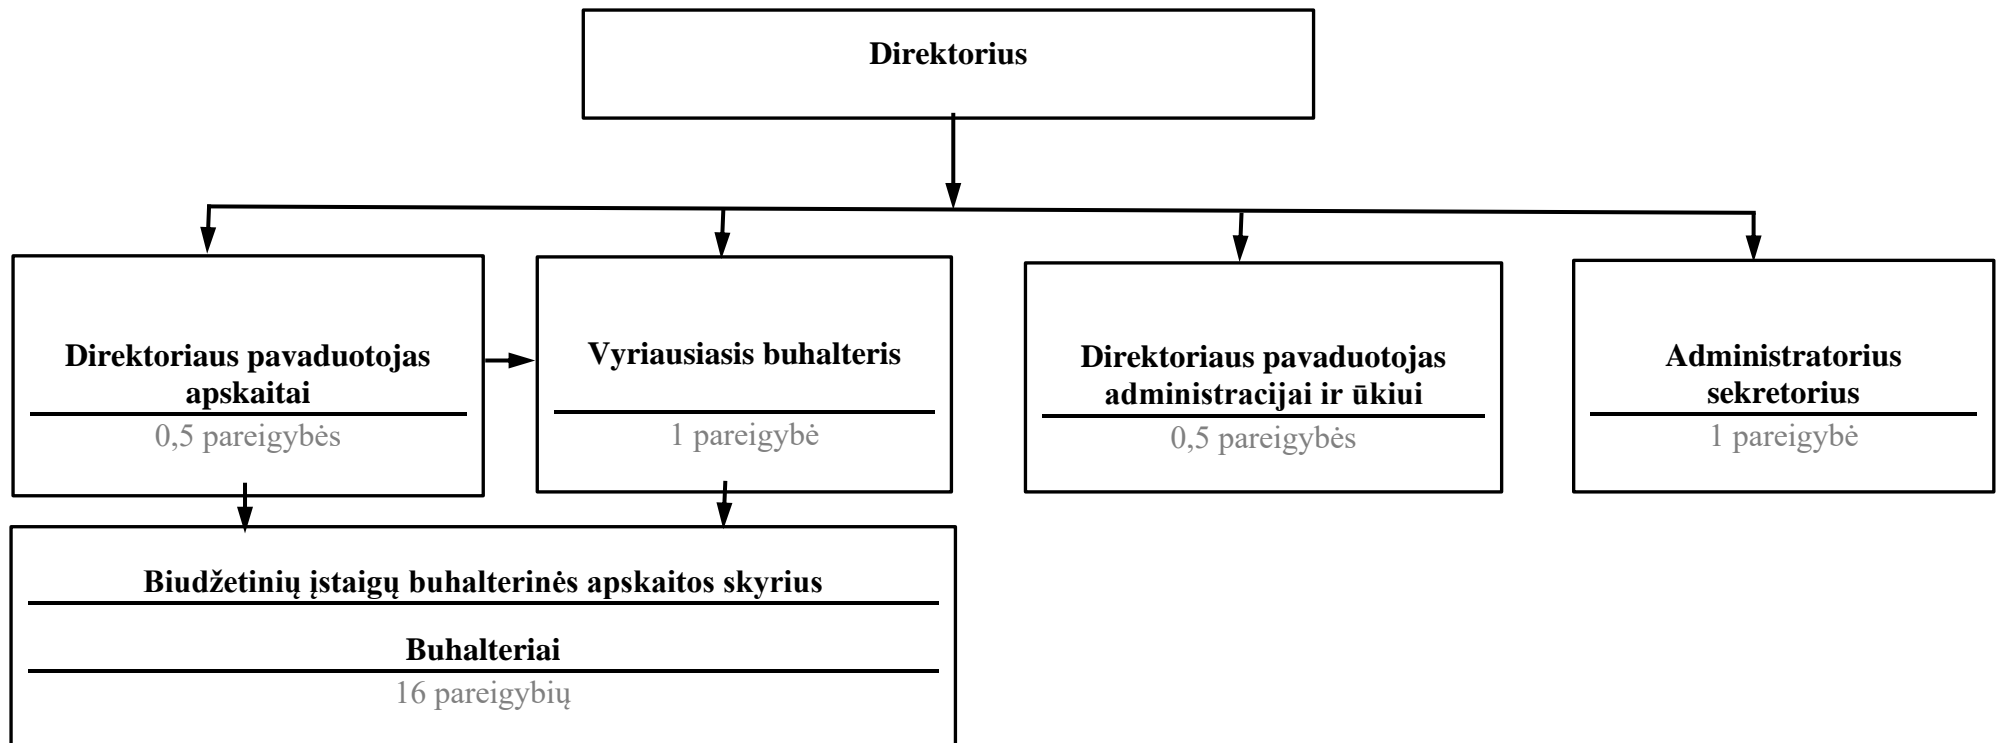 Direktorius
Direktoriaus pavaduotojas
apskaitai
0,5 pareigybės
Vyriausiasis buhalteris
1 pareigybė
Direktoriaus pavaduotojas
administracijai ir ūkiui
0,5 pareigybės
Administratorius
sekretorius
1 pareigybė
Biudžetinių įstaigų buhalterinės apskaitos skyrius
Buhalteriai
16 pareigybių